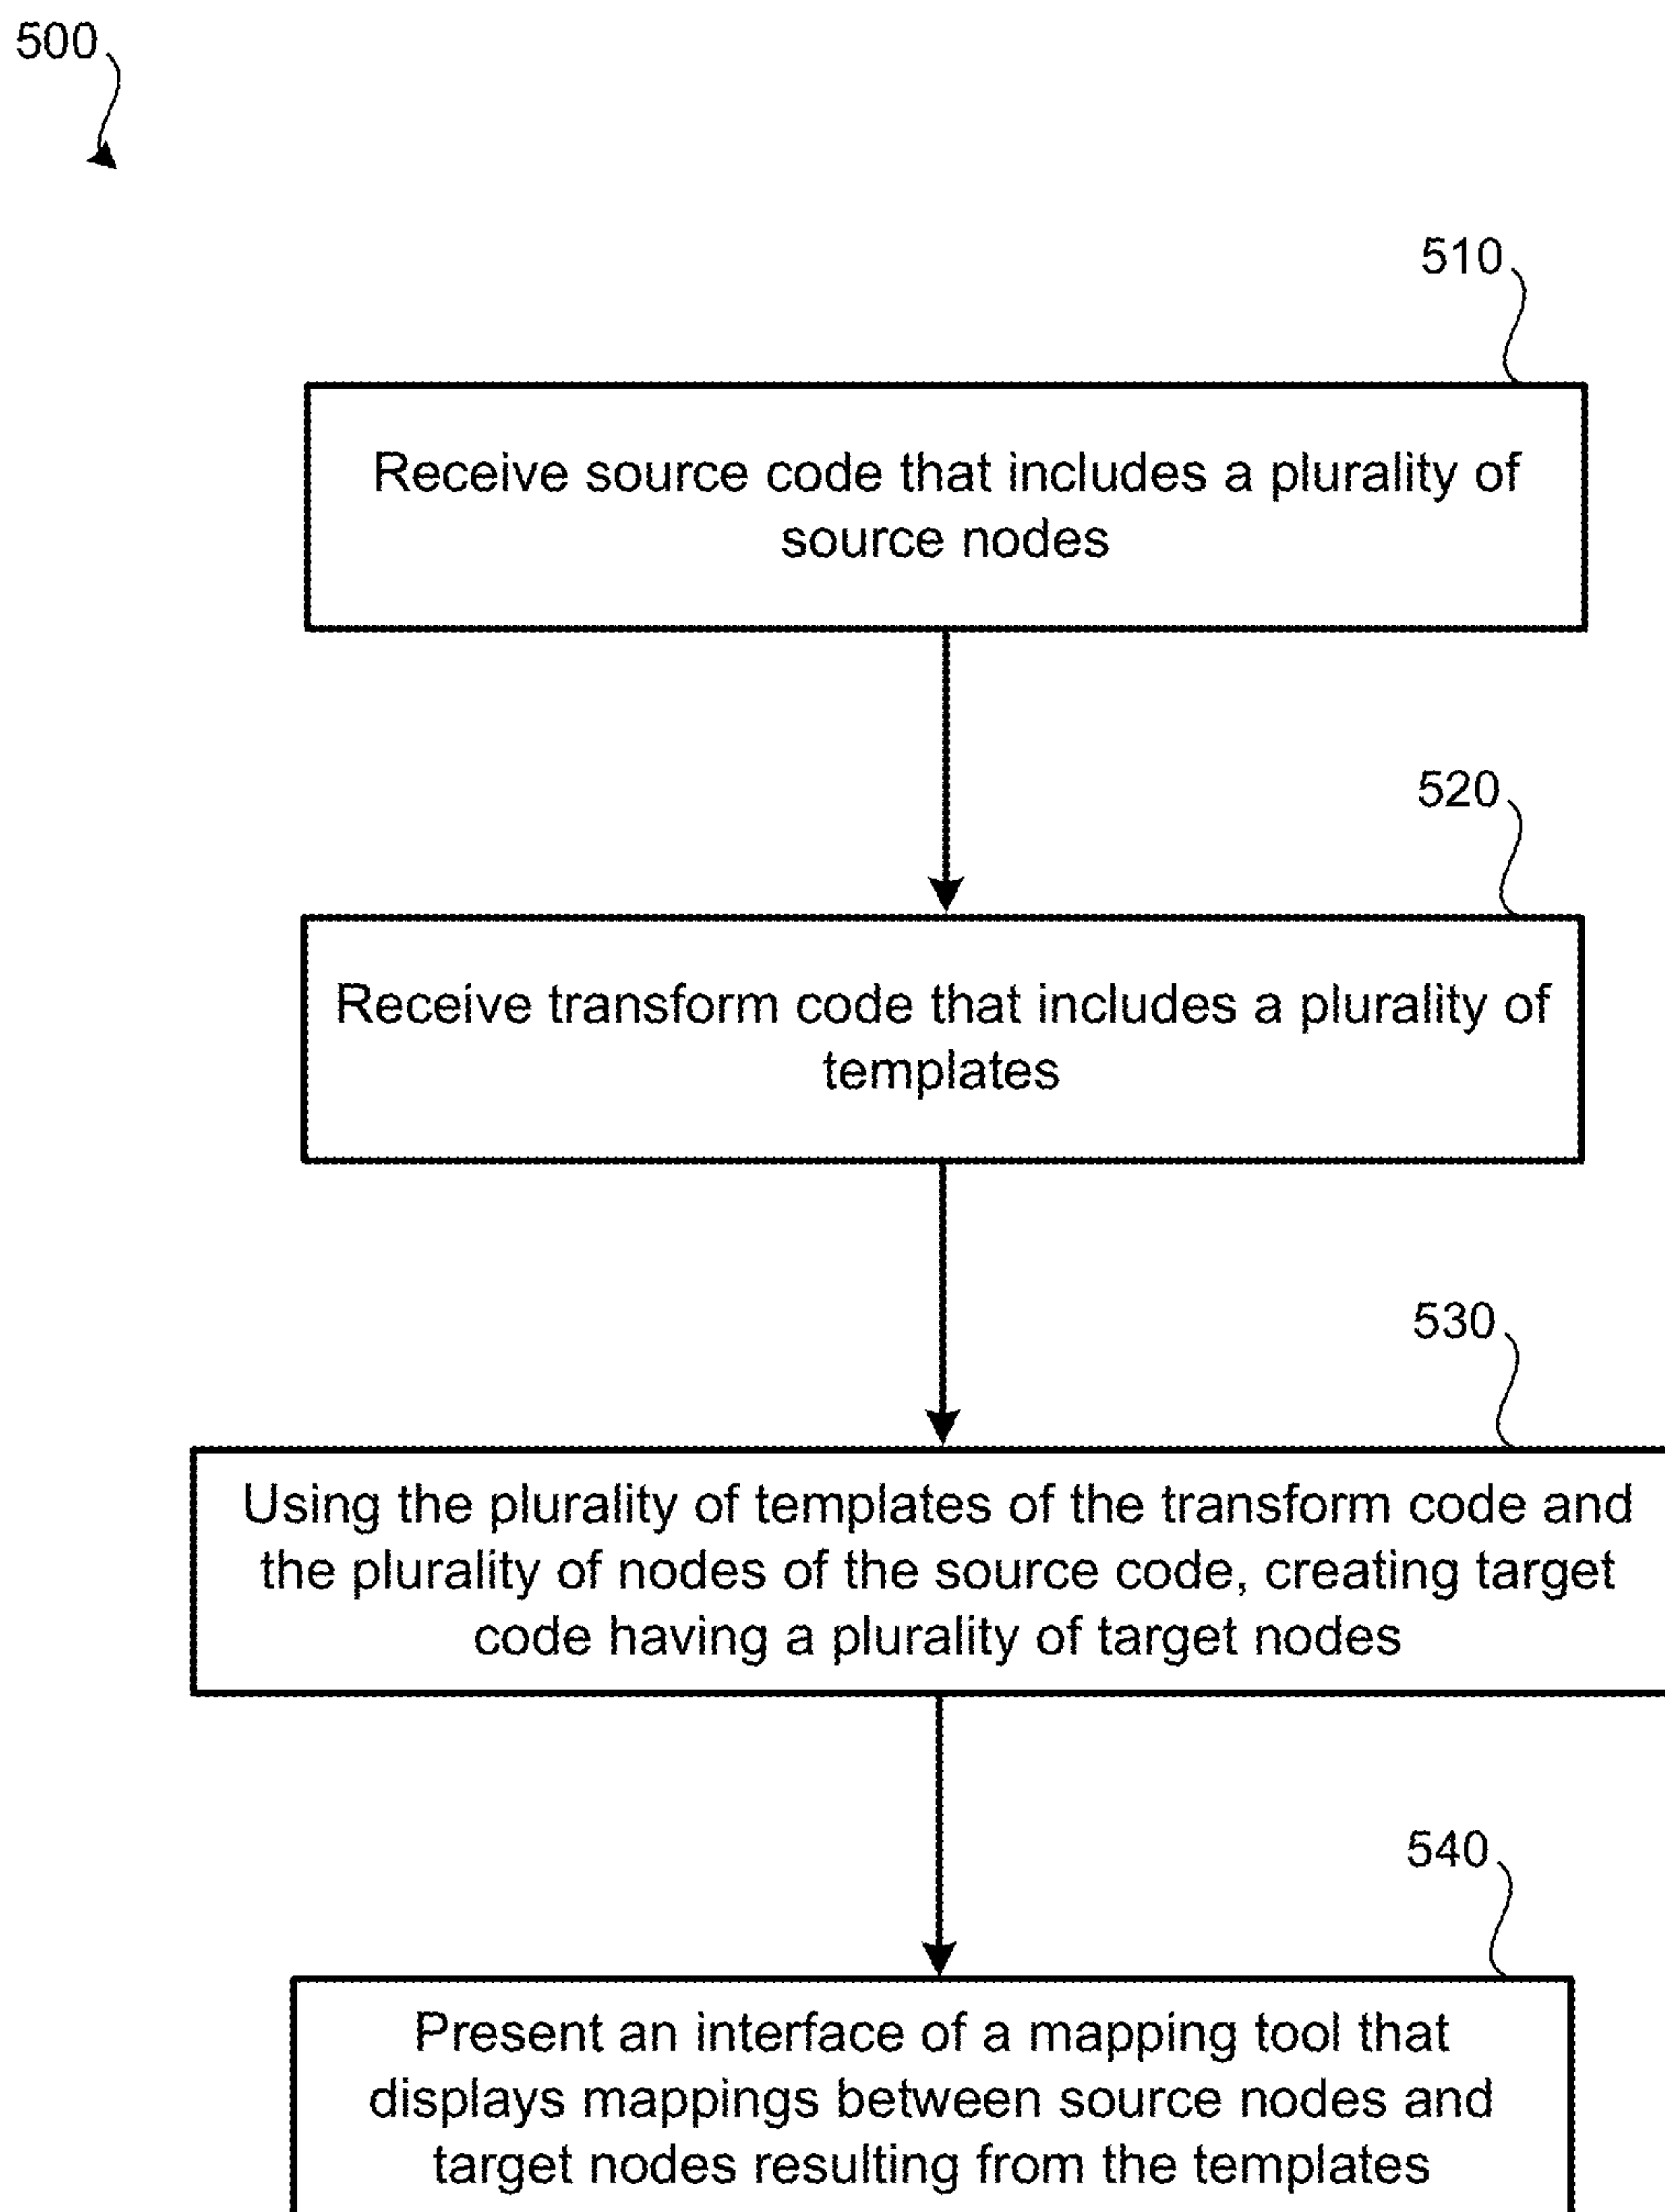 500
510
Receive source code that includes a plurality of
source nodes
520
Receive transform code that includes a plurality of
templates
530
Using the plurality of templates of the transform code and
the plurality of nodes of the source code, creating target
code having a plurality of target nodes
540
Present an interface of a mapping tool that
displays mappings between source nodes and
target nodes resulting from the templates